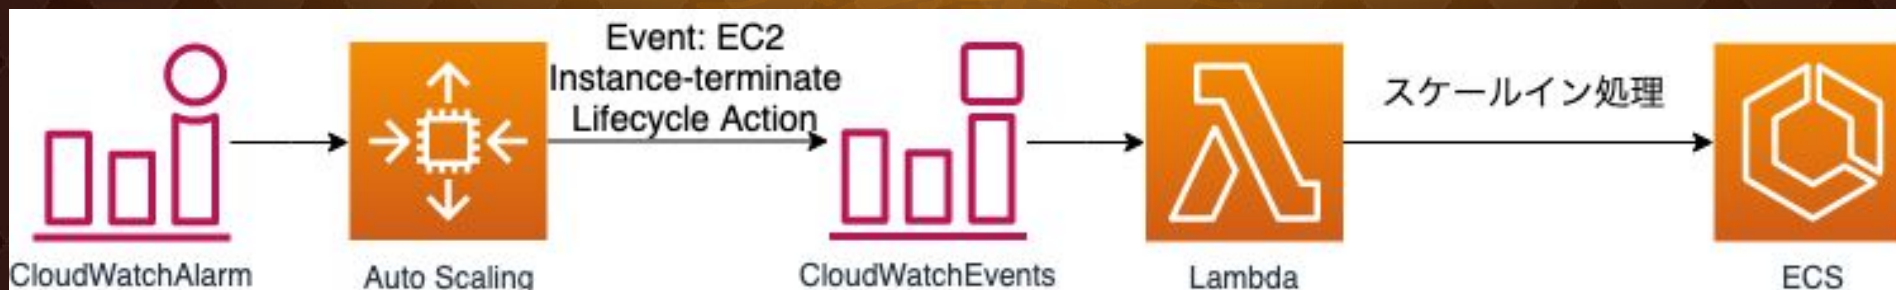 Event: EC2
Instance-terminate
Lifecycle Action
スケールイン処理
CloudWatchAlarm
Auto Scaling
CloudWatchEvents
Lambda
ECS